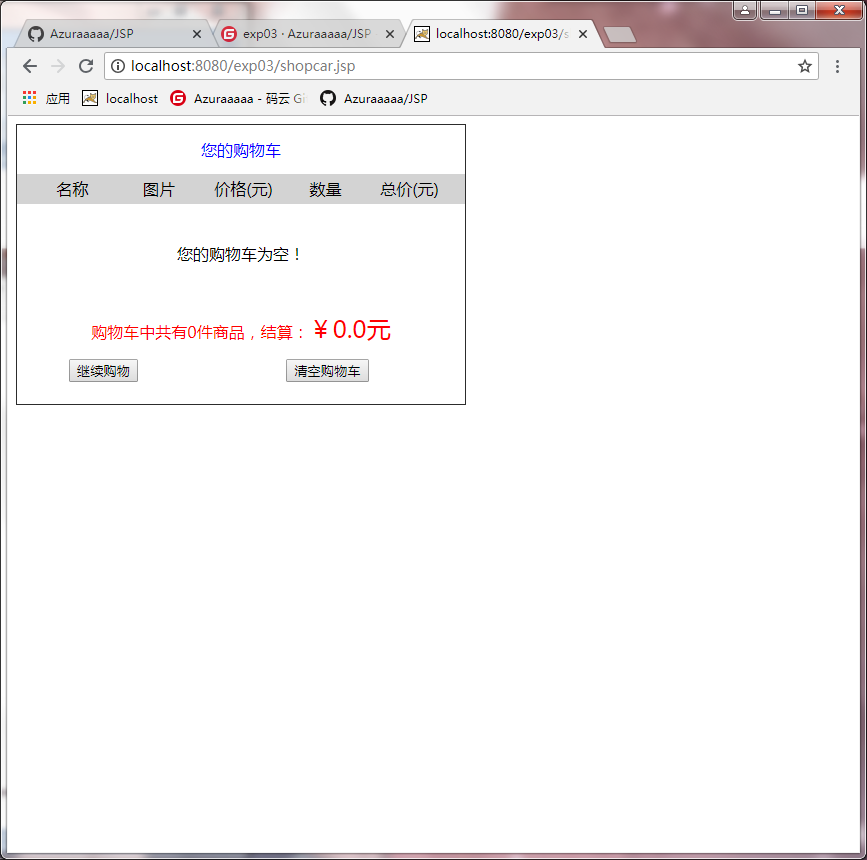 Azuraaaaa/JSP
exp03 · Azuraaaaa/JSP
localhost:8080/exp03/s
localhost:8080/exp03/shopcar.jsp
应用 localhost Azuraaaaa - 码云 Gi Azuraaaaa/JSP
您的购物车
名称 图片 价格(元) 数量 总价(元)
您的购物车为空！
购物车中共有0件商品，结算：￥0.0元
继续购物 清空购物车